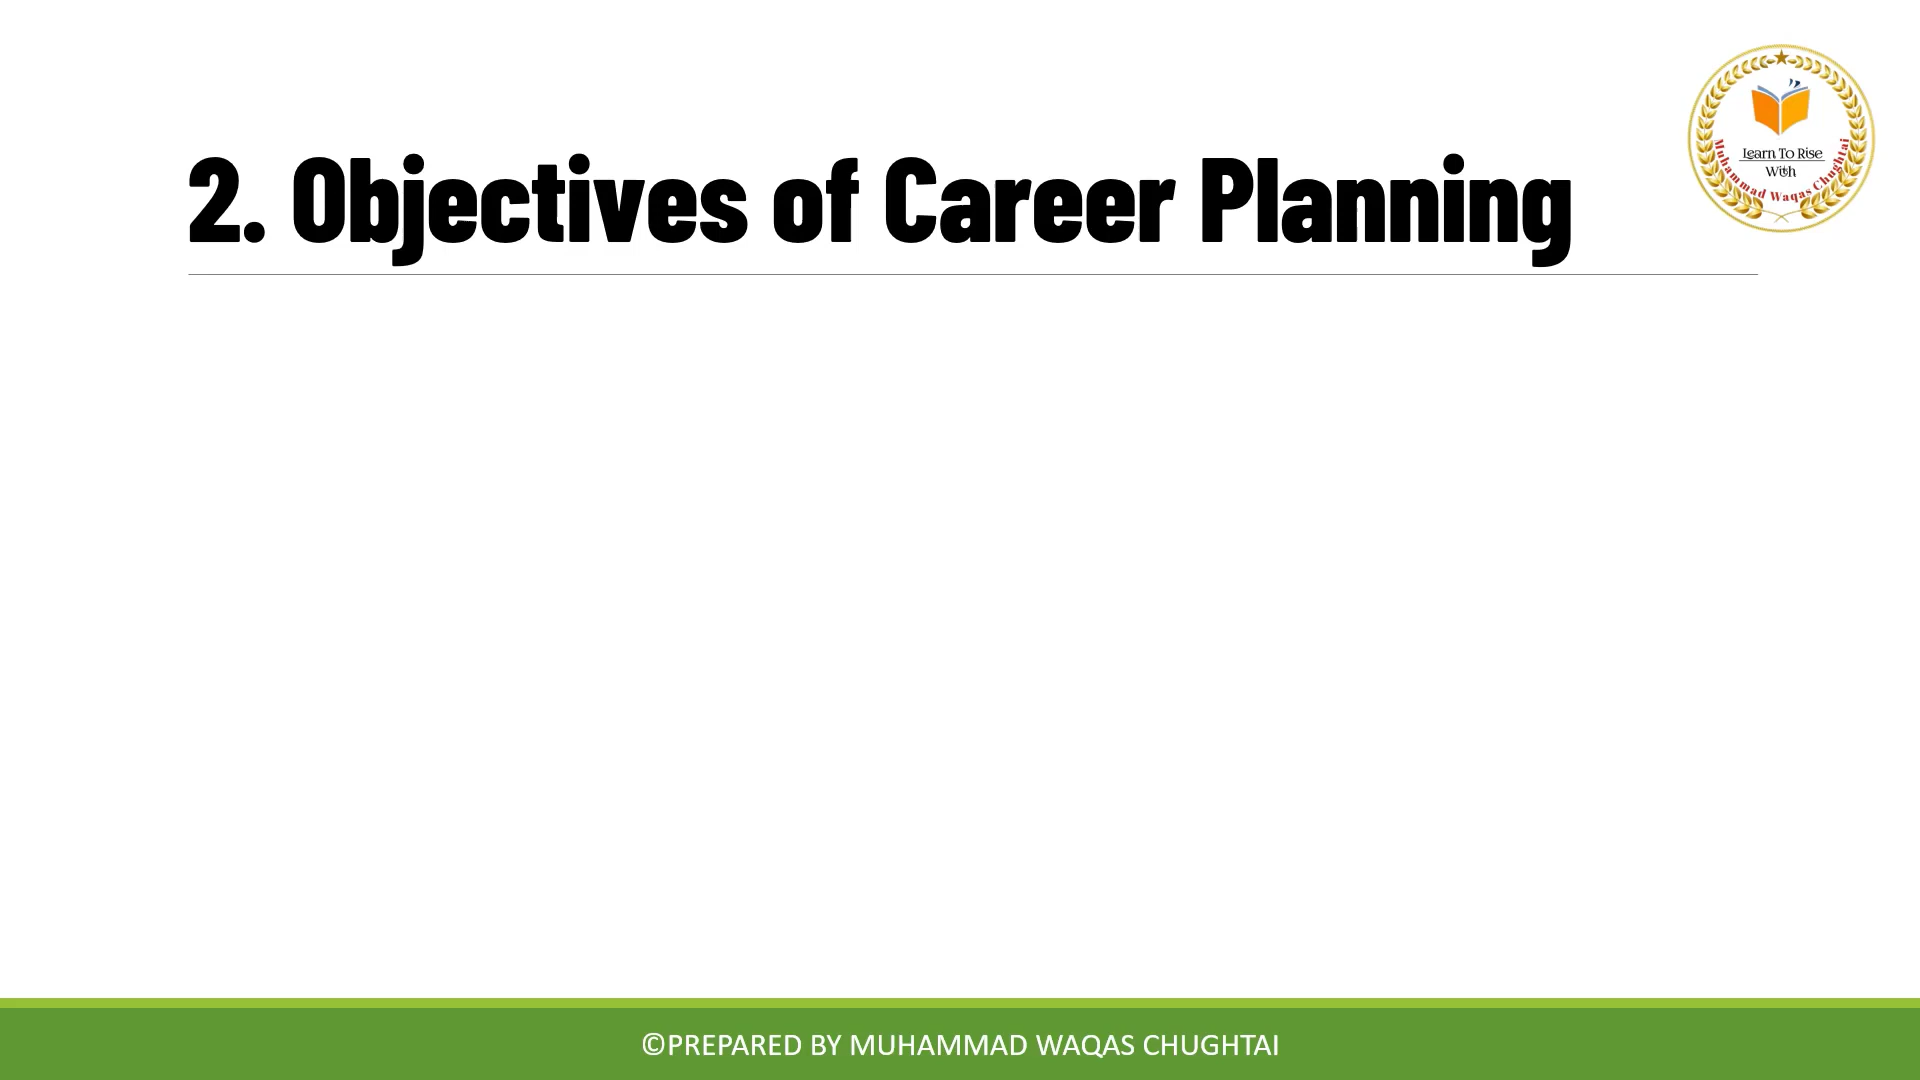 2. Objectives of Career Planning
Learn To Rise
With
Muhammad Waqas Chughtai
©PREPARED BY MUHAMMAD WAQAS CHUGHTAI